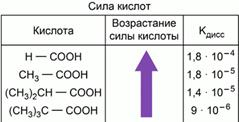 Сила кислот
Кислота Возрастание силы кислоты Kдисс
H — COOH 1,8 · 10⁻⁴
CH₃ — COOH 1,8 · 10⁻⁵
(CH₃)₂CH — COOH 1,4 · 10⁻⁵
(CH₃)₃C — COOH 9 · 10⁻⁶